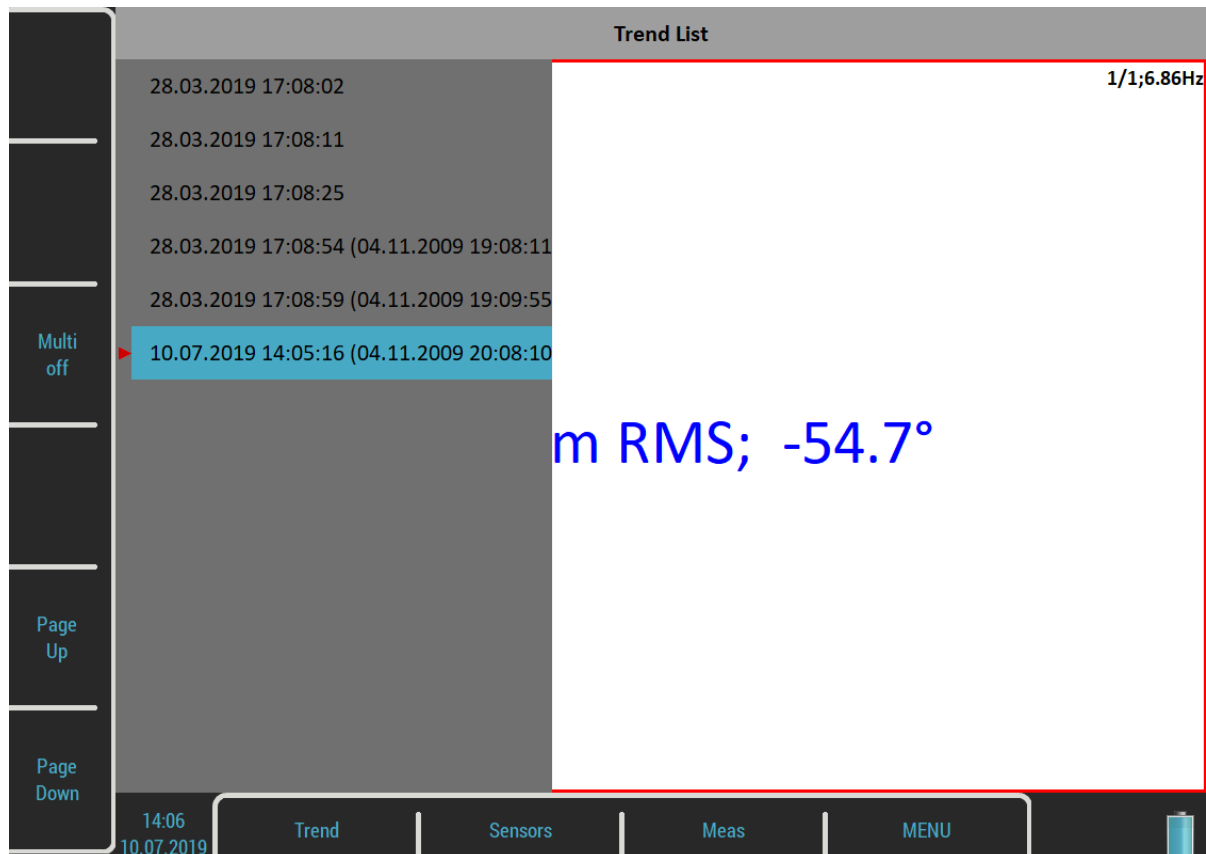 Trend List
28.03.2019 17:08:02
28.03.2019 17:08:11
28.03.2019 17:08:25
28.03.2019 17:08:54 (04.11.2009 19:08:11
28.03.2019 17:08:59 (04.11.2009 19:09:55
10.07.2019 14:05:16 (04.11.2009 20:08:10
1/1;6.86Hz
m RMS; -54.7°
Multi
off
Page
Up
Page
Down
14:06
10.07.2019
Trend
Sensors
Meas
MENU